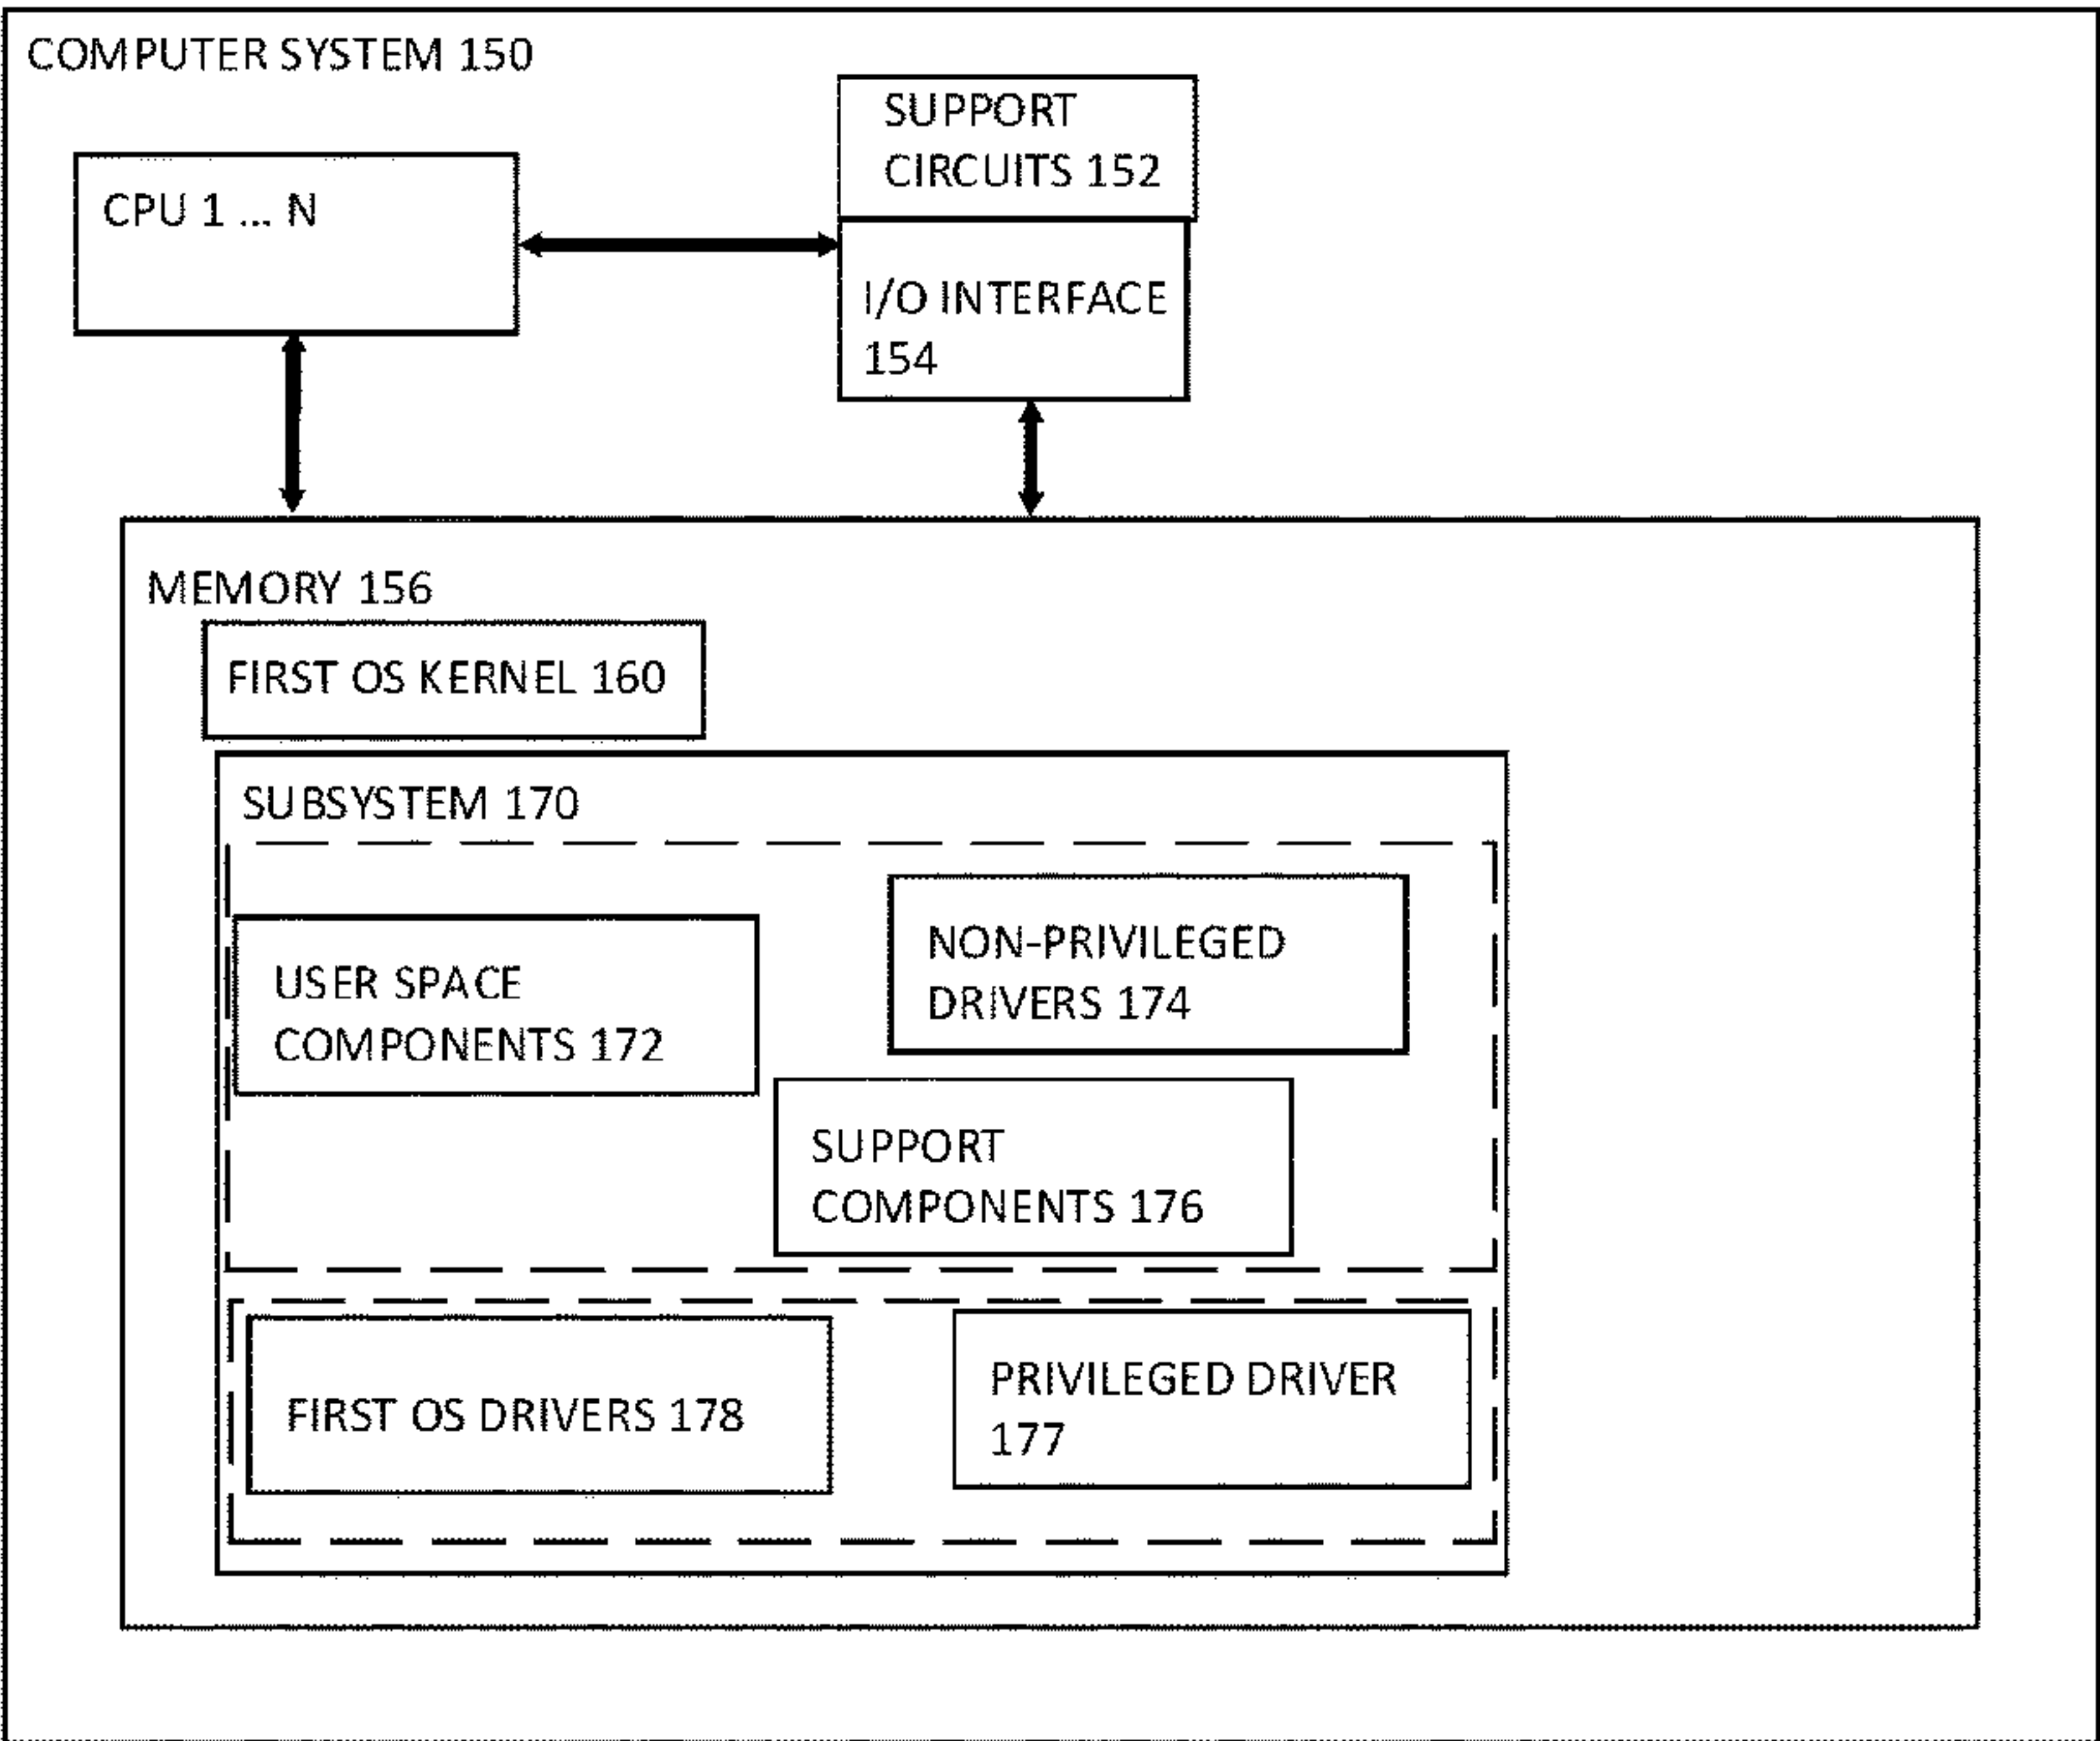 COMPUTER SYSTEM 150
SUPPORT
CIRCUITS 152
CPU 1 ... N
I/O INTERFACE
154
MEMORY 156
FIRST OS KERNEL 160
SUBSYSTEM 170
NON-PRIVILEGED
DRIVERS 174
USER SPACE
COMPONENTS 172
SUPPORT
COMPONENTS 176
FIRST OS DRIVERS 178
PRIVILEGED DRIVER
177